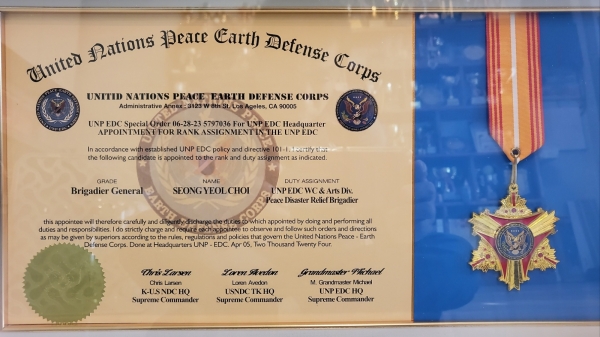 United Nations Peace Earth Defense Corps
UNITED NATIONS PEACE, EARTH DEFENSE CORPS
Administrative Annex : 3123 W 8th St. Los Ageles, CA 90005
UNP EDC Special Order 06-28-23 5797036 For UNP EDC Headquarter
APPOINTMENT FOR RANK ASSIGNMENT IS THE UNP EDC
In accordance with established UNP EDC policy and directive 101-1, I certify that
the following candidate is appointed to the rank and duty assignment as indicated.
GRADE NAME DUTY ASSIGNMENT
Brigadier General SEONG YEOL CHOI UNP EDC WC & Arts Div.
Peace Disaster Relief Brigadier
this appointee will therefore carefully and diligently discharge the duties to which appointed by doing and performing all
duties and responsibilities. I do strictly charge and require each appointee to observe and follow such orders and directions
as may be given by superiors according to the rules, regulations and policies that govern the United Nations Peace - Earth
Defense Corps. Done at Headquarters UNP - EDC. Apr 05, Two Thousand Twenty Four.
Chris Larsen Loren Avedon Grandmaster Michael
Chris Larsen Loren Avedon M. Grandmaster Michael
K-U.S NDC HQ USNDC TK HQ UNP EDC HQ
Supreme Commander Supreme Commander Supreme Commander